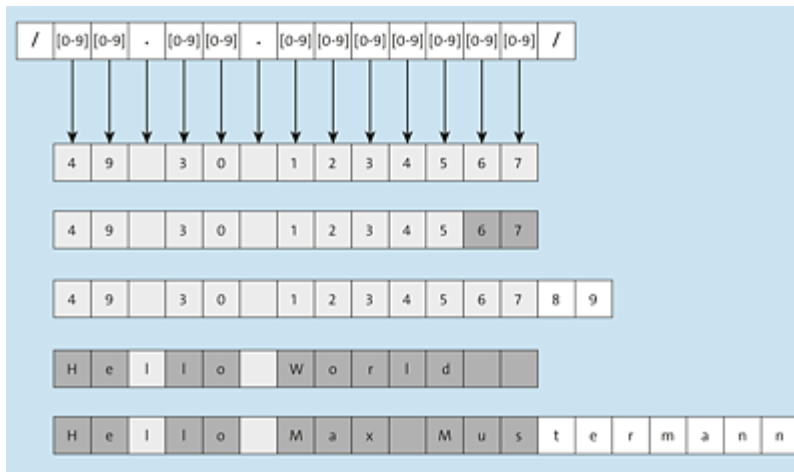 / [0-9] [0-9] . [0-9] [0-9] . [0-9] [0-9] [0-9] [0-9] [0-9] [0-9] [0-9] /
4 9 3 0 1 2 3 4 5 6 7
4 9 3 0 1 2 3 4 5 6 7
4 9 3 0 1 2 3 4 5 6 7 8 9
H e l l o W o r l d
H e l l o M a x M u s t e r m a n n